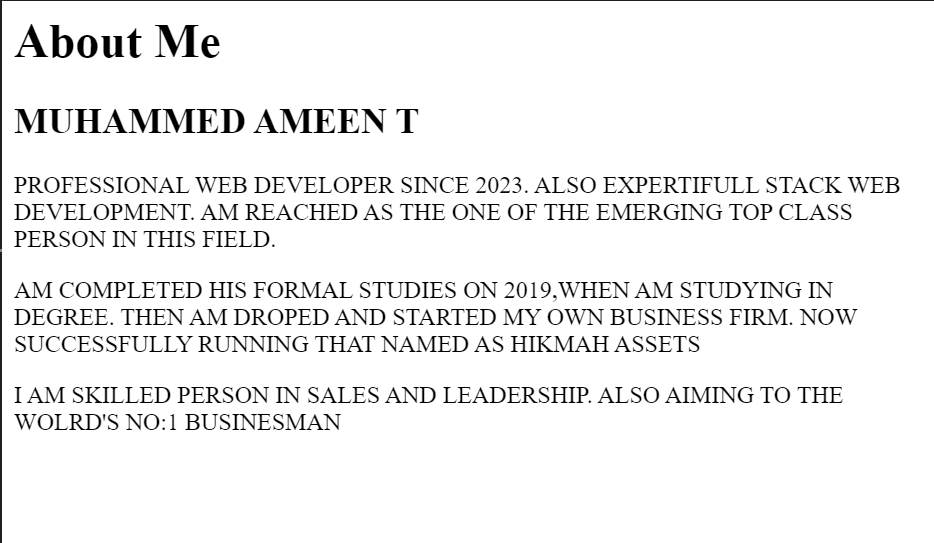 About Me
MUHAMMED AMEEN T
PROFESSIONAL WEB DEVELOPER SINCE 2023. ALSO EXPERTIFULL STACK WEB
DEVELOPMENT. AM REACHED AS THE ONE OF THE EMERGING TOP CLASS
PERSON IN THIS FIELD.
AM COMPLETED HIS FORMAL STUDIES ON 2019,WHEN AM STUDYING IN
DEGREE. THEN AM DROPED AND STARTED MY OWN BUSINESS FIRM. NOW
SUCCESSFULLY RUNNING THAT NAMED AS HIKMAH ASSETS
I AM SKILLED PERSON IN SALES AND LEADERSHIP. ALSO AIMING TO THE
WOLRD'S NO:1 BUSINESMAN